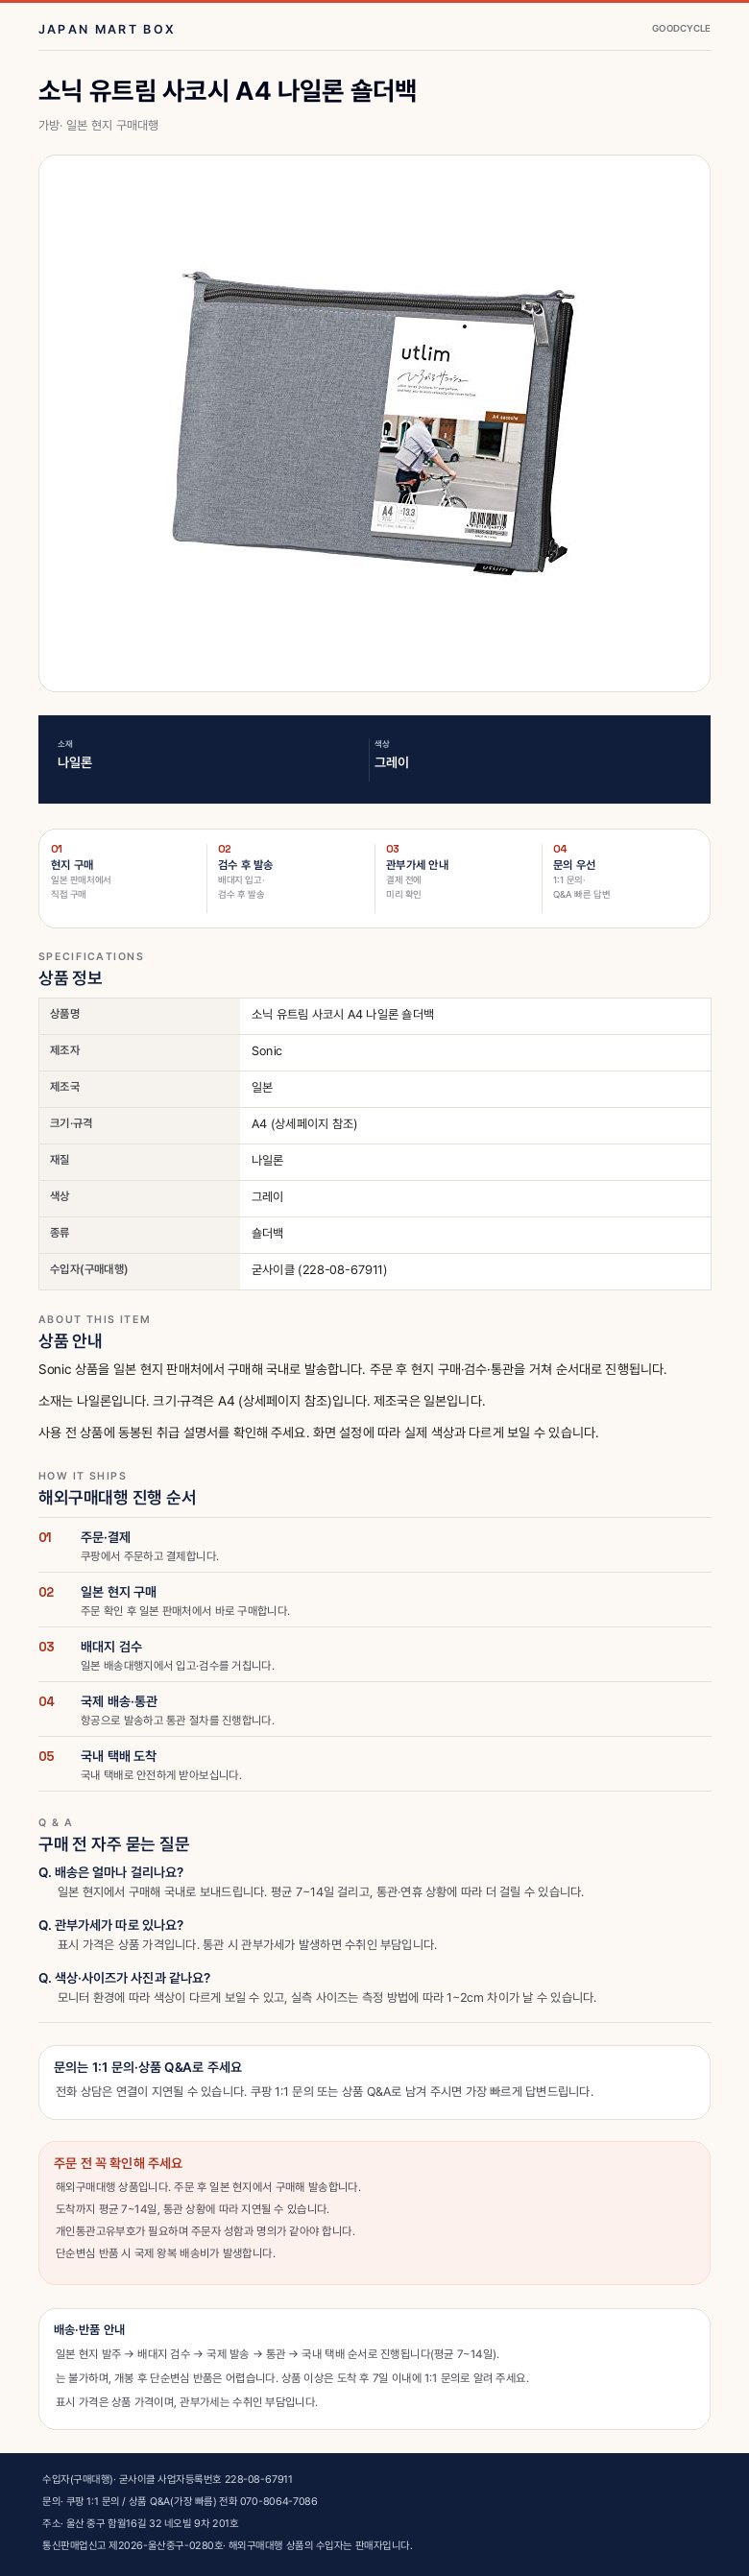 JAPAN MART BOX
GOODCYCLE
소닉 유트림 사코시 A4 나일론 숄더백
가방· 일본 현지 구매대행
utlim
A4 sacoche
A4
13.3
utlim
소재
나일론
색상
그레이
01
현지 구매
일본 판매처에서
직접 구매
02
검수 후 발송
배대지 입고·
검수 후 발송
03
관부가세 안내
결제 전에
미리 확인
04
문의 우선
1:1 문의·
Q&A 빠른 답변
SPECIFICATIONS
상품 정보
상품명 소닉 유트림 사코시 A4 나일론 숄더백
제조자 Sonic
제조국 일본
크기·규격 A4 (상세페이지 참조)
재질 나일론
색상 그레이
종류 숄더백
수입자(구매대행) 굳사이클 (228-08-67911)
ABOUT THIS ITEM
상품 안내
Sonic 상품을 일본 현지 판매처에서 구매해 국내로 발송합니다. 주문 후 현지 구매·검수·통관을 거쳐 순서대로 진행됩니다.
소재는 나일론입니다. 크기·규격은 A4 (상세페이지 참조)입니다. 제조국은 일본입니다.
사용 전 상품에 동봉된 취급 설명서를 확인해 주세요. 화면 설정에 따라 실제 색상과 다르게 보일 수 있습니다.
HOW IT SHIPS
해외구매대행 진행 순서
01 주문·결제
쿠팡에서 주문하고 결제합니다.
02 일본 현지 구매
주문 확인 후 일본 판매처에서 바로 구매합니다.
03 배대지 검수
일본 배송대행지에서 입고·검수를 거칩니다.
04 국제 배송·통관
항공으로 발송하고 통관 절차를 진행합니다.
05 국내 택배 도착
국내 택배로 안전하게 받아보십니다.
Q & A
구매 전 자주 묻는 질문
Q. 배송은 얼마나 걸리나요?
일본 현지에서 구매해 국내로 보내드립니다. 평균 7~14일 걸리고, 통관·연휴 상황에 따라 더 걸릴 수 있습니다.
Q. 관부가세가 따로 있나요?
표시 가격은 상품 가격입니다. 통관 시 관부가세가 발생하면 수취인 부담입니다.
Q. 색상·사이즈가 사진과 같나요?
모니터 환경에 따라 색상이 다르게 보일 수 있고, 실측 사이즈는 측정 방법에 따라 1~2cm 차이가 날 수 있습니다.
문의는 1:1 문의·상품 Q&A로 주세요
전화 상담은 연결이 지연될 수 있습니다. 쿠팡 1:1 문의 또는 상품 Q&A로 남겨 주시면 가장 빠르게 답변드립니다.
주문 전 꼭 확인해 주세요
해외구매대행 상품입니다. 주문 후 일본 현지에서 구매해 발송합니다.
도착까지 평균 7~14일, 통관 상황에 따라 지연될 수 있습니다.
개인통관고유부호가 필요하며 주문자 성함과 명의가 같아야 합니다.
단순변심 반품 시 국제 왕복 배송비가 발생합니다.
배송·반품 안내
일본 현지 발주 → 배대지 검수 → 국제 발송 → 통관 → 국내 택배 순서로 진행됩니다(평균 7~14일).
는 불가하며, 개봉 후 단순변심 반품은 어렵습니다. 상품 이상은 도착 후 7일 이내에 1:1 문의로 알려 주세요.
표시 가격은 상품 가격이며, 관부가세는 수취인 부담입니다.
수입자(구매대행)· 굳사이클 사업자등록번호 228-08-67911
문의· 쿠팡 1:1 문의 / 상품 Q&A(가장 빠름) 전화 070-8064-7086
주소· 울산 중구 함월16길 32 네오빌 9차 201호
통신판매업신고 제2026-울산중구-0280호· 해외구매대행 상품의 수입자는 판매자입니다.